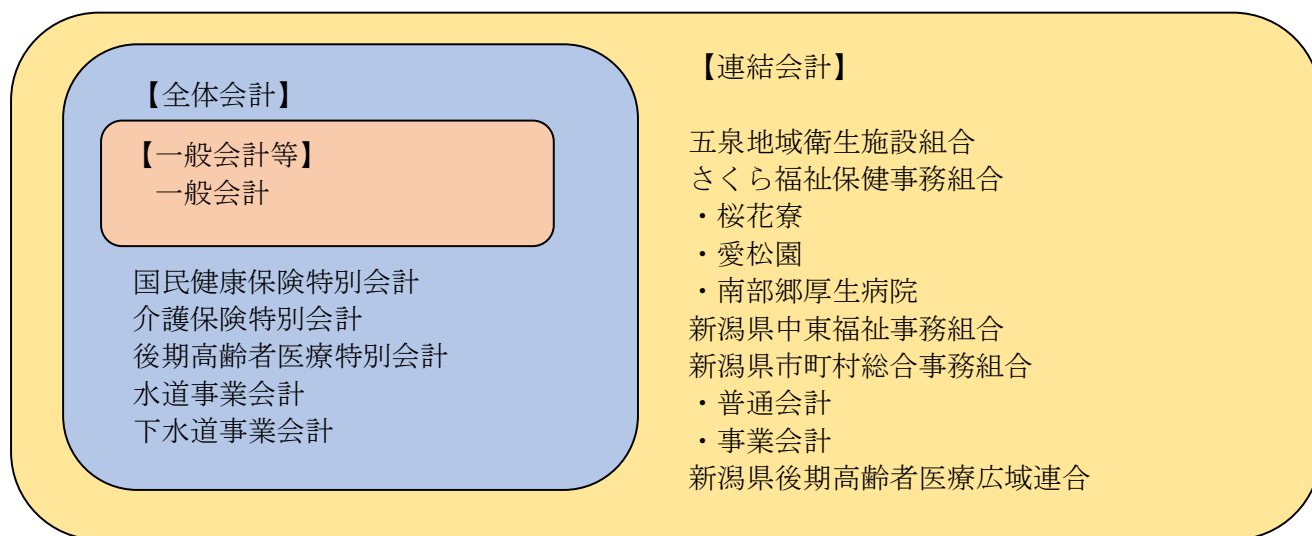 【全体会計】
【一般会計等】
一般会計
国民健康保険特別会計
介護保険特別会計
後期高齢者医療特別会計
水道事業会計
下水道事業会計
【連結会計】
五泉地域衛生施設組合
さくら福祉保健事務組合
・桜花寮
・愛松園
・南部郷厚生病院
新潟県中東福祉事務組合
新潟県市町村総合事務組合
・普通会計
・事業会計
新潟県後期高齢者医療広域連合